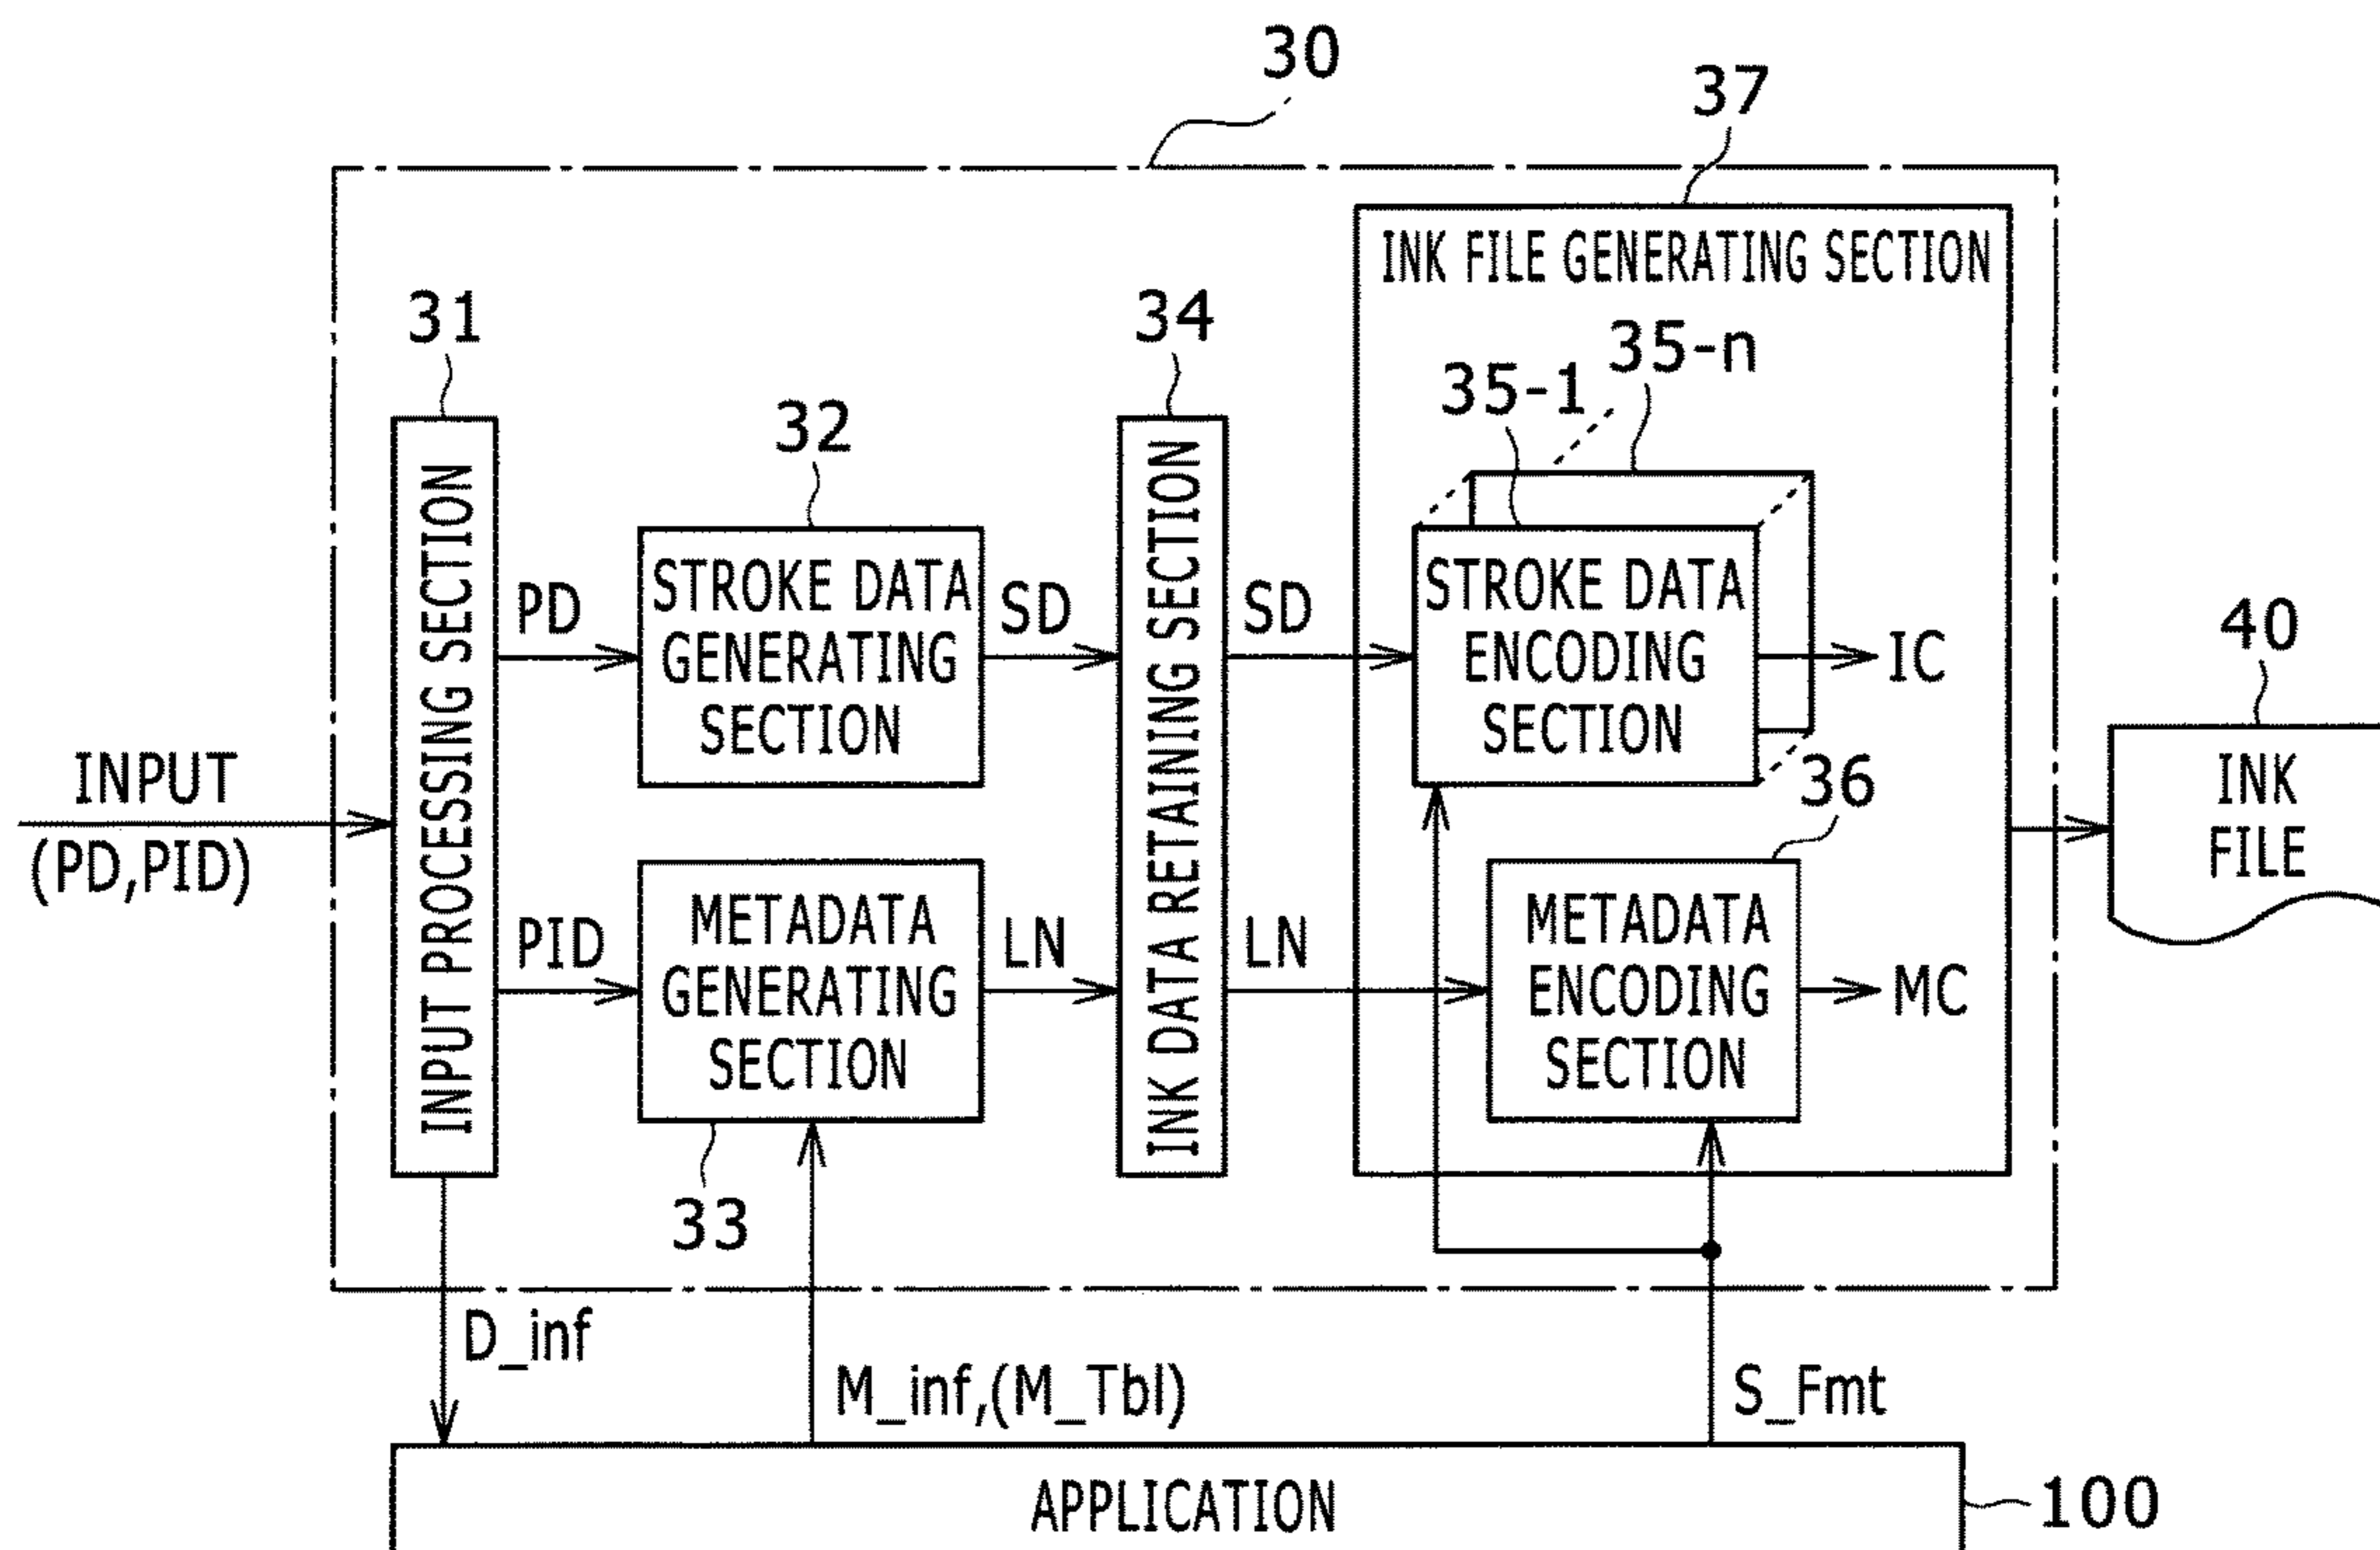 30
37
INK FILE GENERATING SECTION
31
34
35-n
35-1
32
INPUT PROCESSING SECTION
PD
STROKE DATA
GENERATING
SECTION
SD
INK DATA RETAINING SECTION
SD
STROKE DATA
ENCODING
SECTION
IC
40
INK
FILE
INPUT
(PD,PID)
36
PID
METADATA
GENERATING
SECTION
LN
LN
METADATA
ENCODING
SECTION
MC
33
D_inf
M_inf,(M_Tbl)
S_Fmt
APPLICATION
100